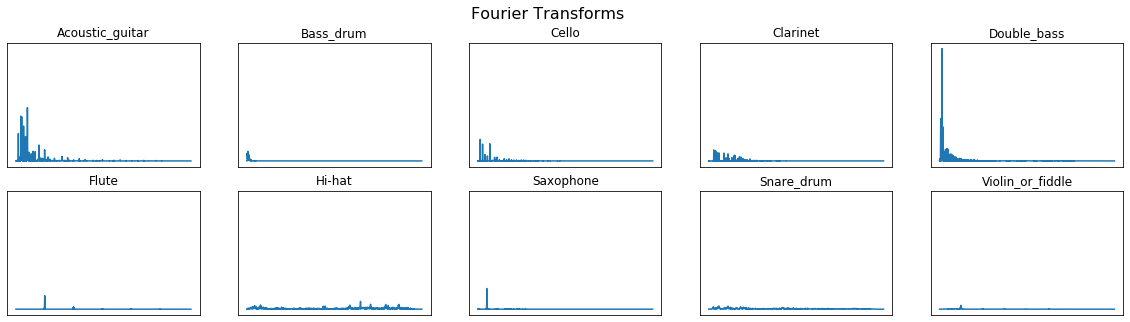 Fourier Transforms
Acoustic_guitar
Bass_drum
Cello
Clarinet
Double_bass
Flute
Hi-hat
Saxophone
Snare_drum
Violin_or_fiddle